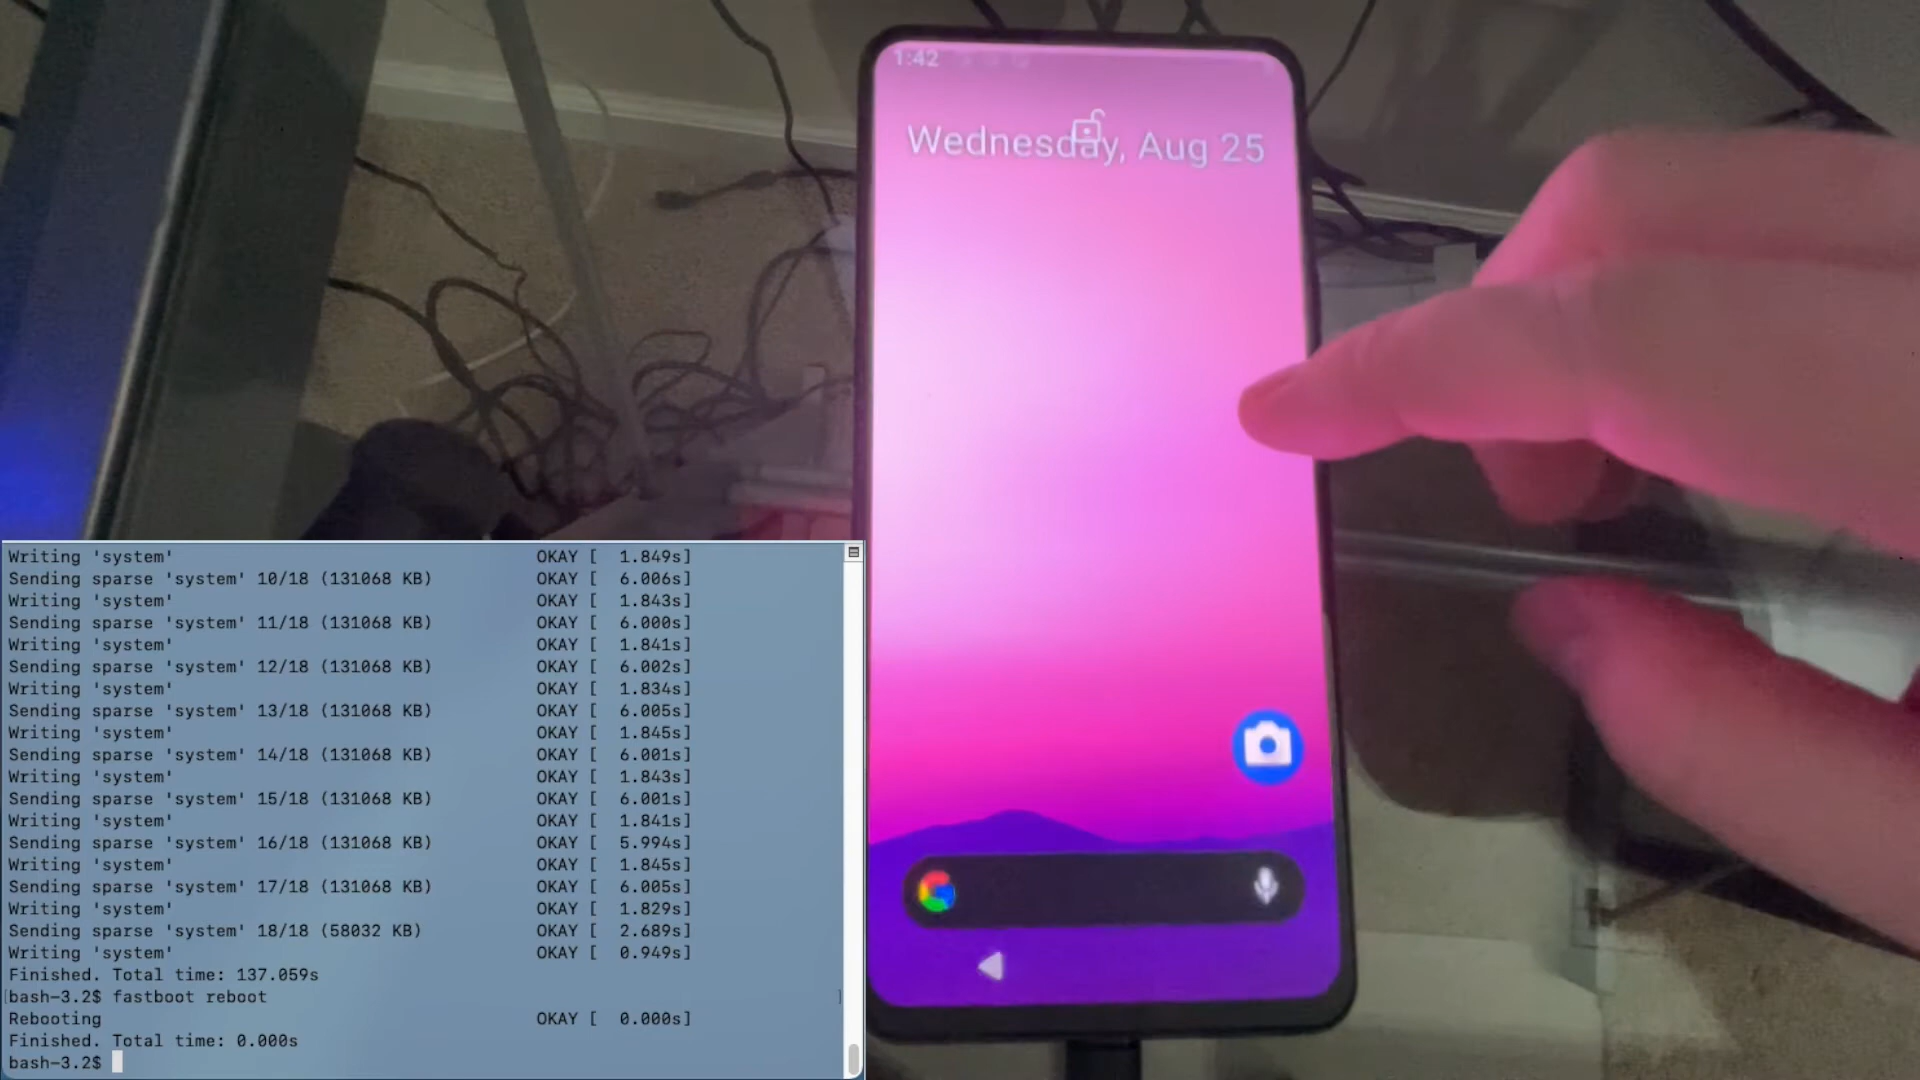 1:42
Wednesday, Aug 25
Writing 'system' OKAY [ 1.849s]
Sending sparse 'system' 10/18 (131068 KB) OKAY [ 6.006s]
Writing 'system' OKAY [ 1.843s]
Sending sparse 'system' 11/18 (131068 KB) OKAY [ 6.000s]
Writing 'system' OKAY [ 1.841s]
Sending sparse 'system' 12/18 (131068 KB) OKAY [ 6.002s]
Writing 'system' OKAY [ 1.834s]
Sending sparse 'system' 13/18 (131068 KB) OKAY [ 6.005s]
Writing 'system' OKAY [ 1.845s]
Sending sparse 'system' 14/18 (131068 KB) OKAY [ 6.001s]
Writing 'system' OKAY [ 1.843s]
Sending sparse 'system' 15/18 (131068 KB) OKAY [ 6.001s]
Writing 'system' OKAY [ 1.841s]
Sending sparse 'system' 16/18 (131068 KB) OKAY [ 5.994s]
Writing 'system' OKAY [ 1.845s]
Sending sparse 'system' 17/18 (131068 KB) OKAY [ 6.005s]
Writing 'system' OKAY [ 1.829s]
Sending sparse 'system' 18/18 (58032 KB) OKAY [ 2.689s]
Writing 'system' OKAY [ 0.949s]
Finished. Total time: 137.059s
[bash-3.2$ fastboot reboot ]
Rebooting OKAY [ 0.000s]
Finished. Total time: 0.000s
bash-3.2$